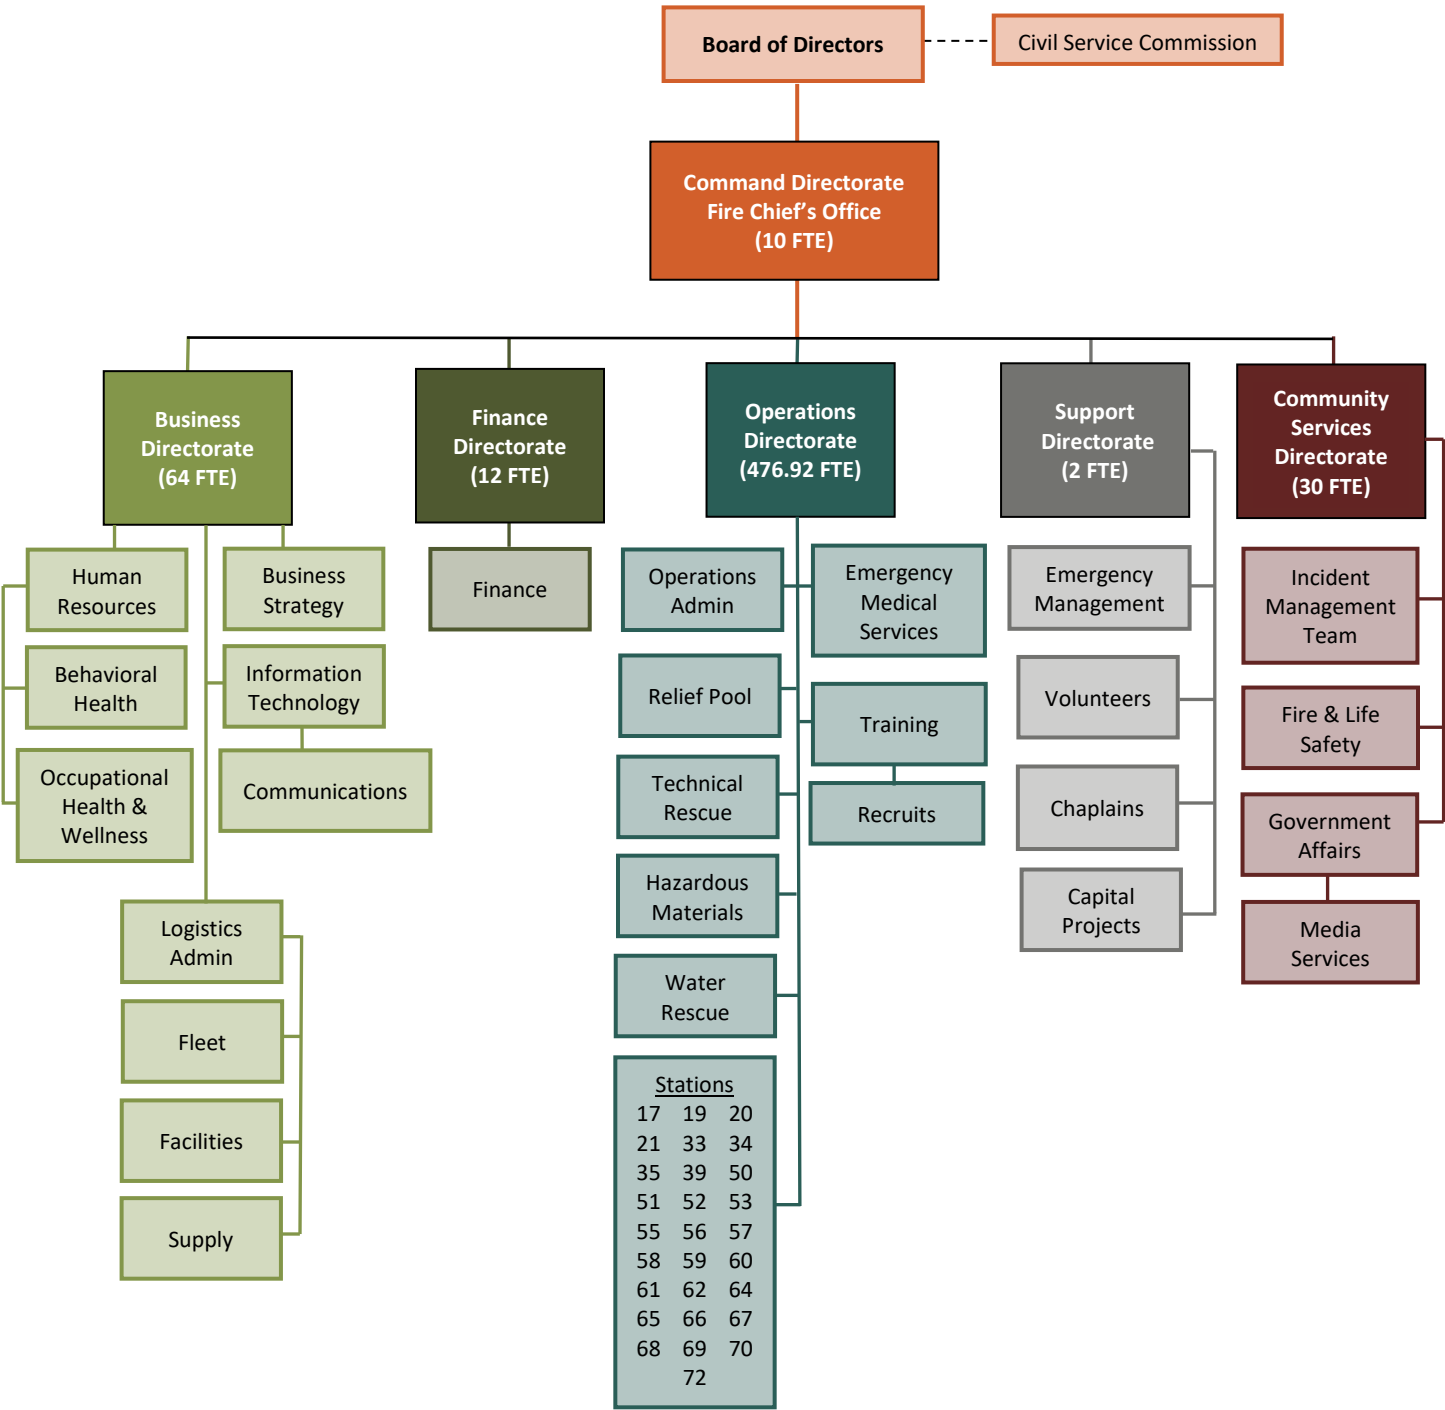 Board of Directors
Civil Service Commission
Command Directorate
Fire Chief’s Office
(10 FTE)
Business
Directorate
(64 FTE)
Finance
Directorate
(12 FTE)
Operations
Directorate
(476.92 FTE)
Support
Directorate
(2 FTE)
Community
Services
Directorate
(30 FTE)
Human
Resources
Business
Strategy
Behavioral
Health
Information
Technology
Occupational
Health &
Wellness
Communications
Logistics
Admin
Fleet
Facilities
Supply
Finance
Operations
Admin
Emergency
Medical
Services
Relief Pool
Training
Technical
Rescue
Recruits
Hazardous
Materials
Water
Rescue
Stations
17 19 20
21 33 34
35 39 50
51 52 53
55 56 57
58 59 60
61 62 64
65 66 67
68 69 70
72
Emergency
Management
Volunteers
Chaplains
Capital
Projects
Incident
Management
Team
Fire & Life
Safety
Government
Affairs
Media
Services